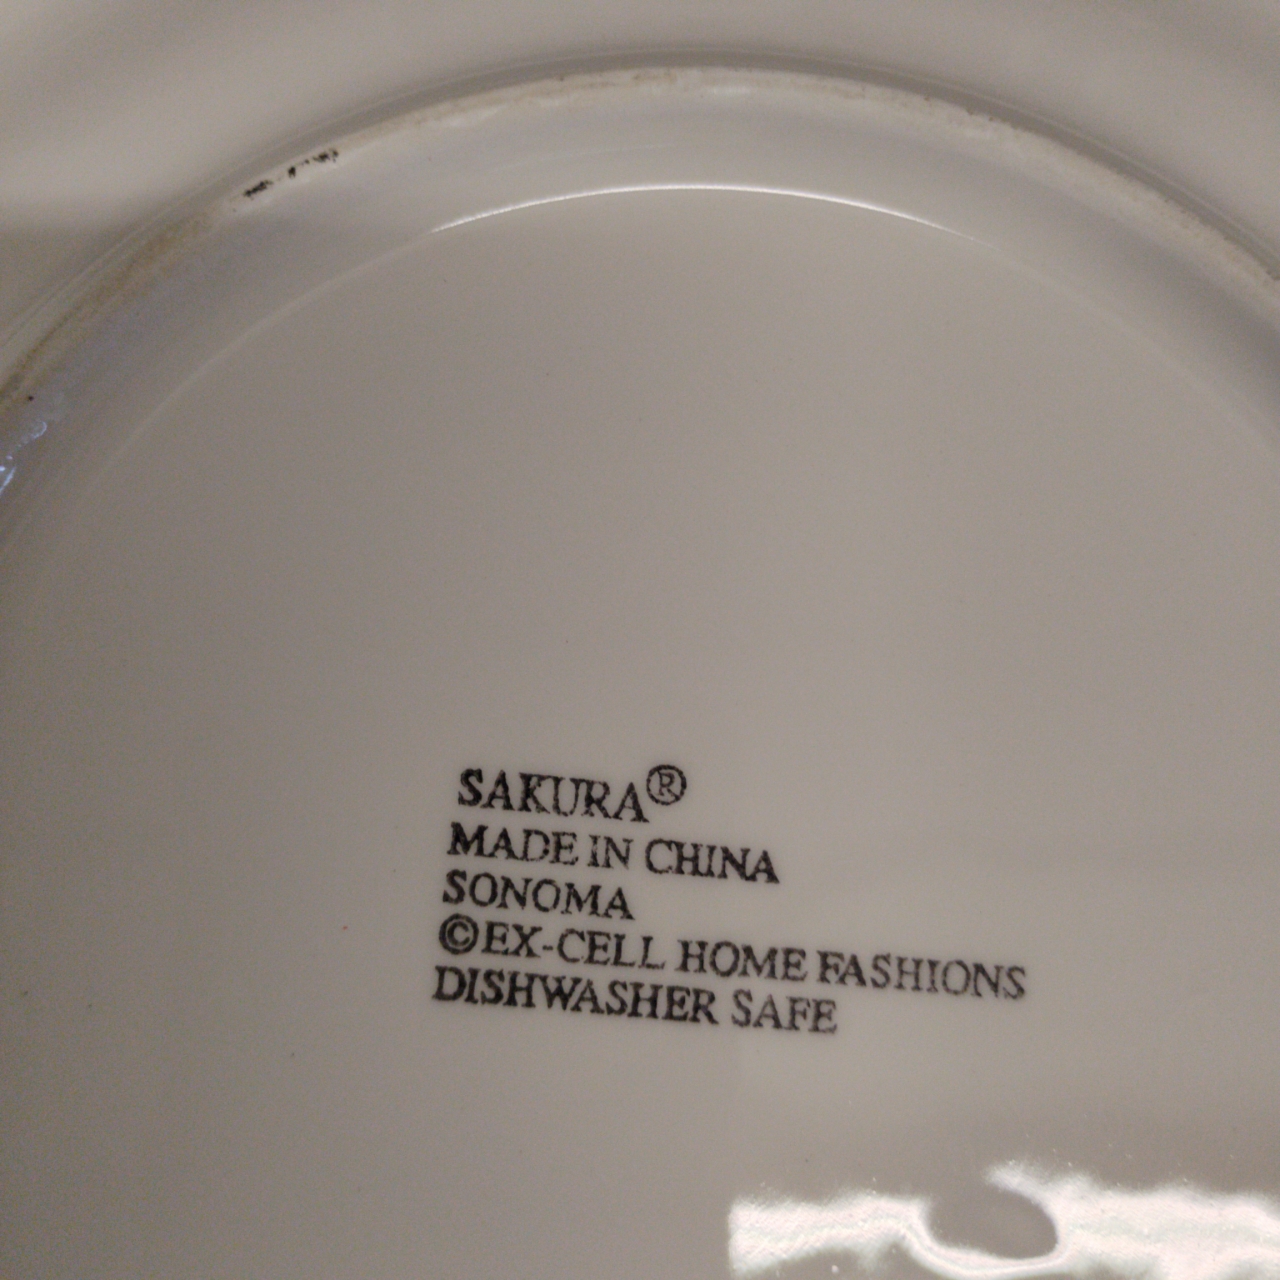 SAKURA®
MADE IN CHINA
SONOMA
©EX-CELL HOME FASHIONS
DISHWASHER SAFE